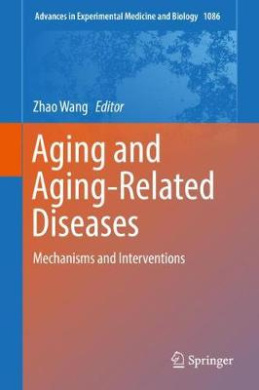 Advances in Experimental Medicine and Biology 1086
Zhao Wang Editor
Aging and
Aging-Related
Diseases
Mechanisms and Interventions
Springer